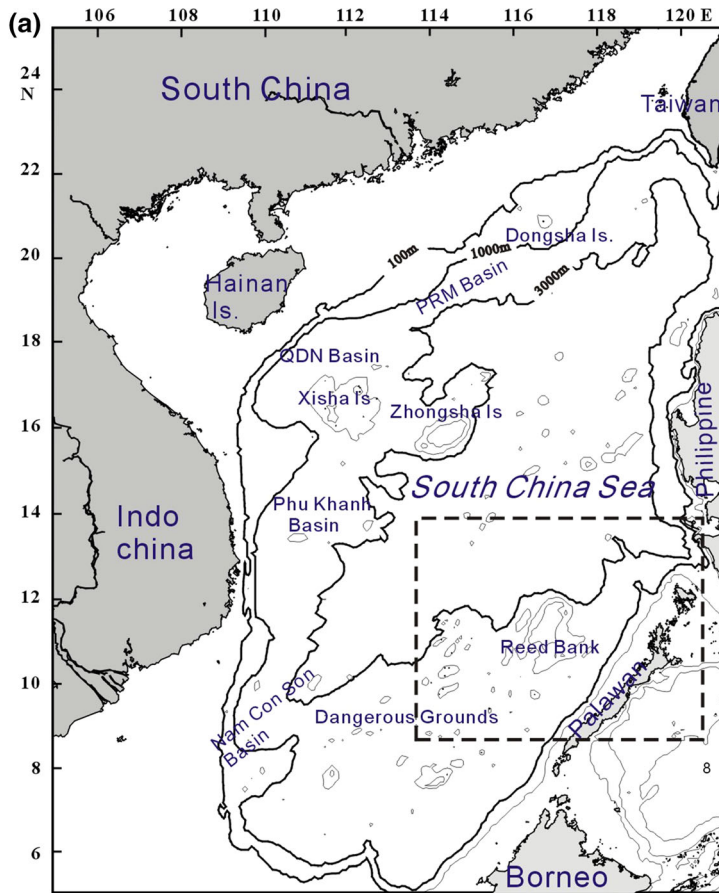 (a)
106 108 110 112 114 116 118 120 E
24
N
South China
Taiwan
22
Dongsha Is.
20
100m
1000m
3000m
Hainan
Is.
PRM Basin
18
QDN Basin
Xisha Is
Zhongsha Is
16
Philippine
South China Sea
Phu Khanh
Basin
14
Indo
china
12
Reed Bank
10
Palawan
Nam Con Son
Basin
Dangerous Grounds
8
8
6
Borneo